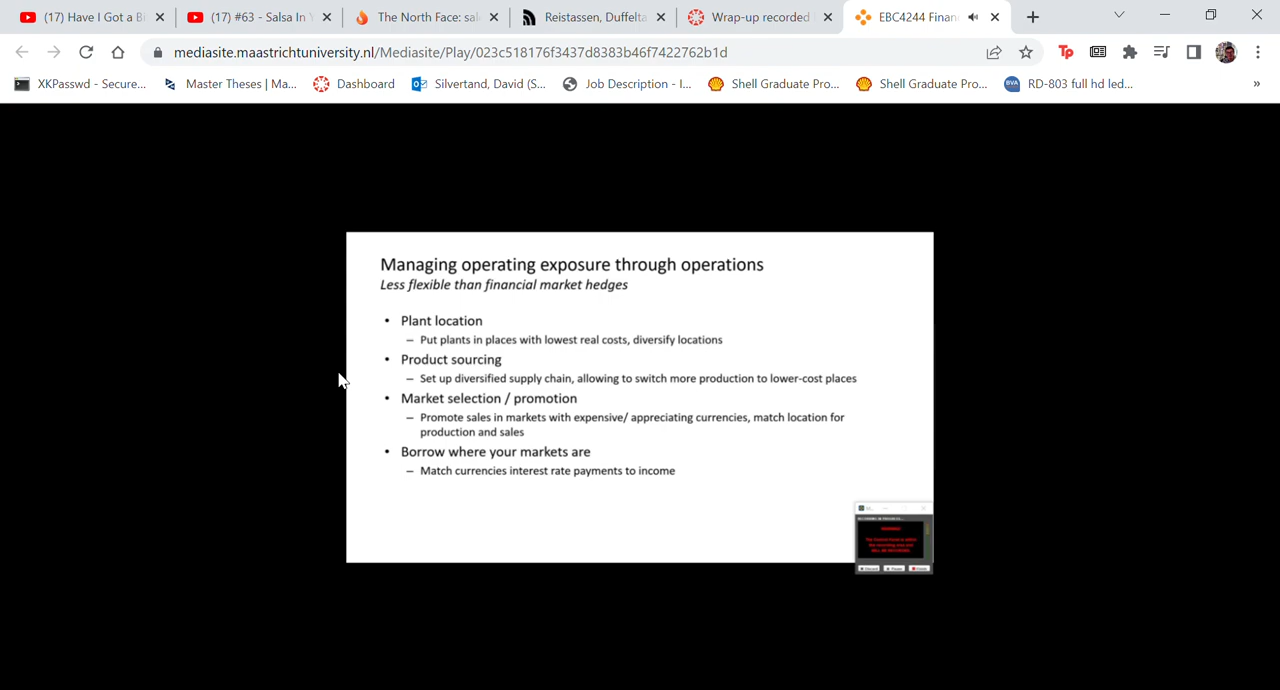 (17) Have I Got a Bi
(17) #63 - Salsa In Y
The North Face: sal
Reistassen, Duffelta
Wrap-up recorded
EBC4244 Finan
mediasite.maastrichtuniversity.nl/Mediasite/Play/023c518176f3437d8383b46f7422762b1d
Tp
XKPasswd - Secure...
Master Theses | Ma...
Dashboard
Silvertand, David (S...
Job Description - I...
Shell Graduate Pro...
Shell Graduate Pro...
BVA
RD-803 full hd led...
»
Managing operating exposure through operations
Less flexible than financial market hedges
• Plant location
– Put plants in places with lowest real costs, diversify locations
• Product sourcing
– Set up diversified supply chain, allowing to switch more production to lower-cost places
• Market selection / promotion
– Promote sales in markets with expensive/ appreciating currencies, match location for
production and sales
• Borrow where your markets are
– Match currencies interest rate payments to income